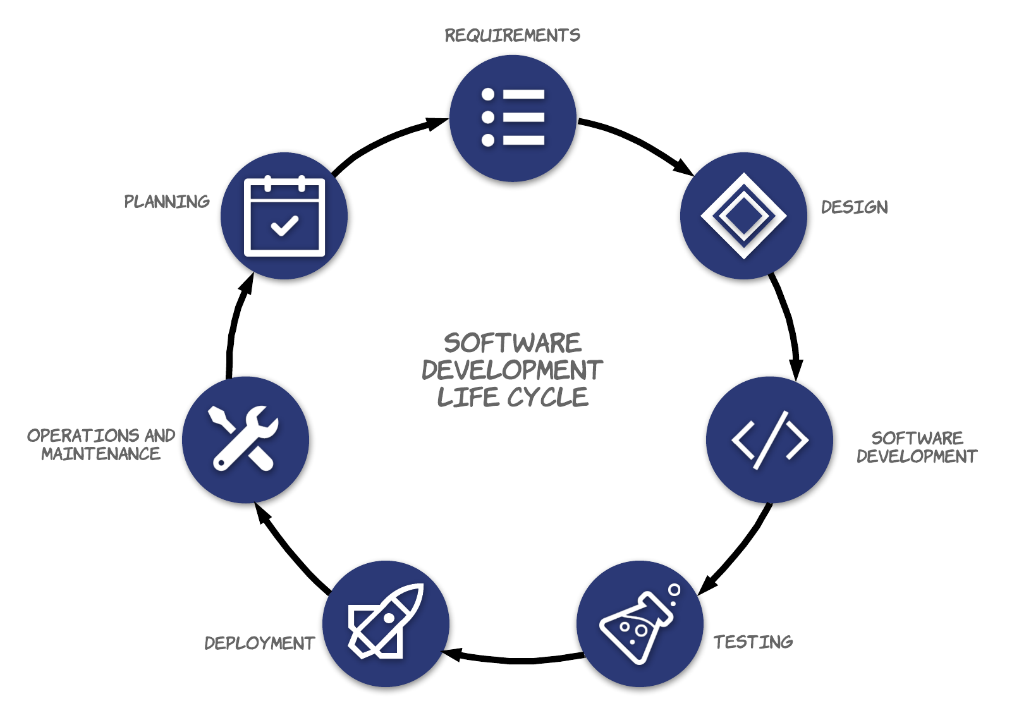 REQUIREMENTS
PLANNING
DESIGN
SOFTWARE
DEVELOPMENT
LIFE CYCLE
OPERATIONS AND
MAINTENANCE
SOFTWARE
DEVELOPMENT
DEPLOYMENT
TESTING